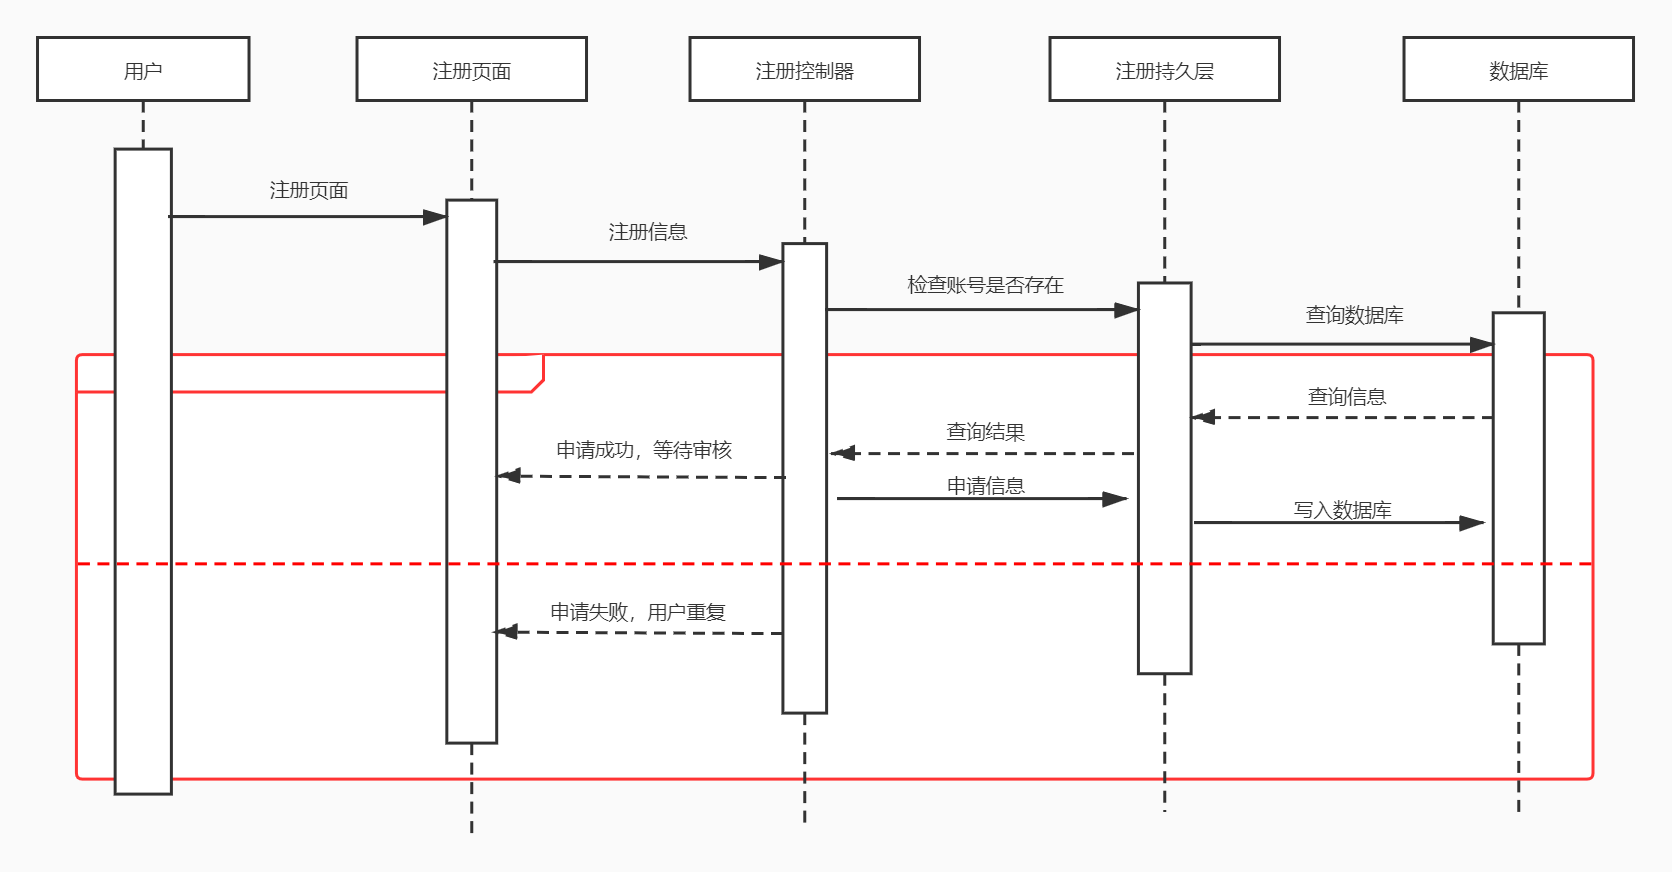 用户
注册页面
注册控制器
注册持久层
数据库
注册页面
注册信息
检查账号是否存在
查询数据库
查询信息
查询结果
申请成功，等待审核
申请信息
写入数据库
申请失败，用户重复